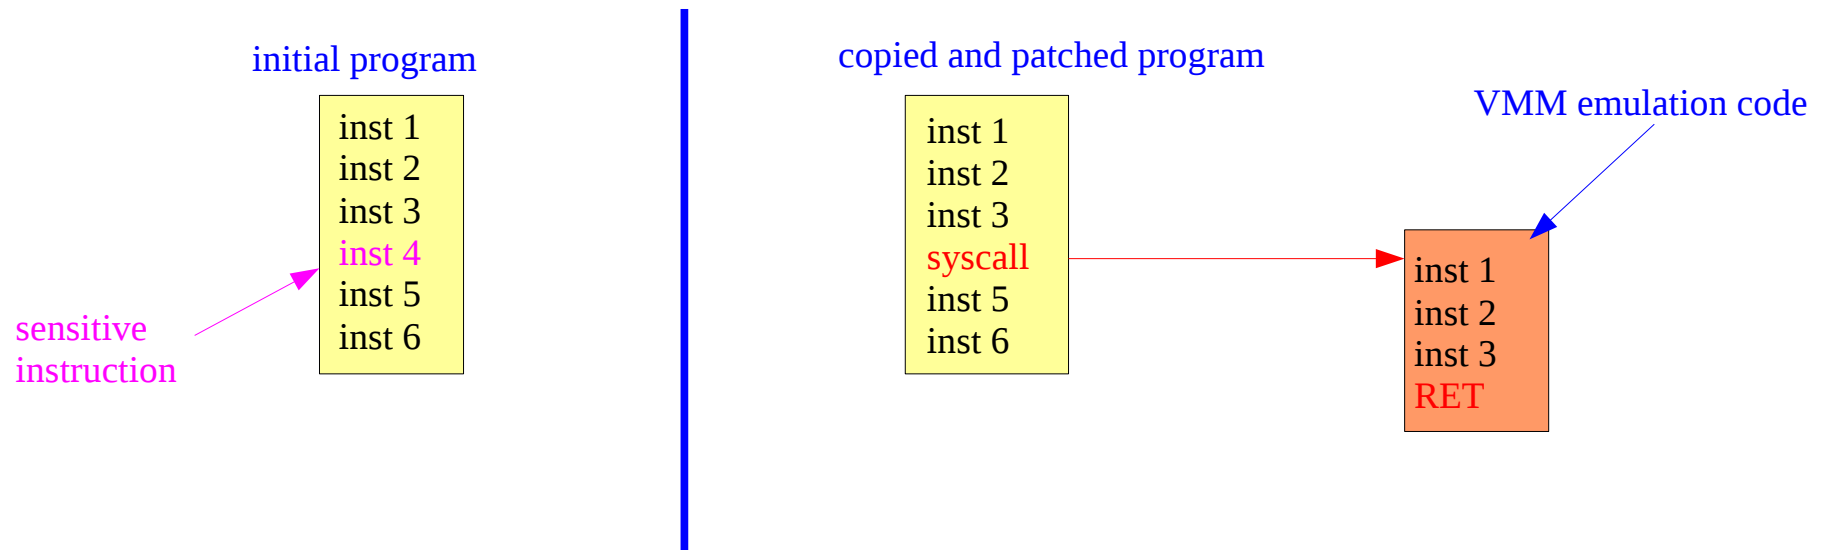 initial program
inst 1
inst 2
inst 3
inst 4
inst 5
inst 6
sensitive
instruction
copied and patched program
inst 1
inst 2
inst 3
syscall
inst 5
inst 6
VMM emulation code
inst 1
inst 2
inst 3
RET